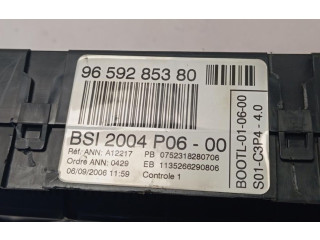 96 592 853 80
BSI 2004 P06 - 00
Réf. ANN: A12217 PB 0752318280706
Ordre ANN: 0429 EB 1135266290806
06/09/2006 11:59 Controle 1
BOOTL-01-06-00
S01-C3P4 - 4.0